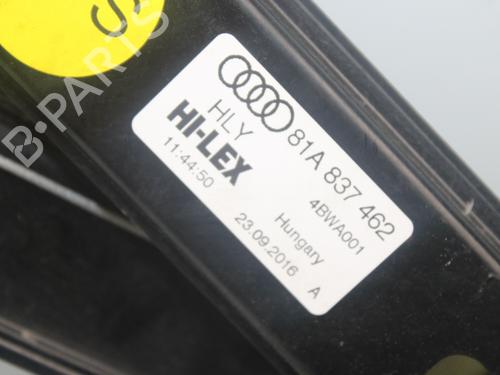 S
B-PARTS
81A 837 462
HLY
4BWA001
HI-LEX
Hungary
11:44:50
23.09.2016 A